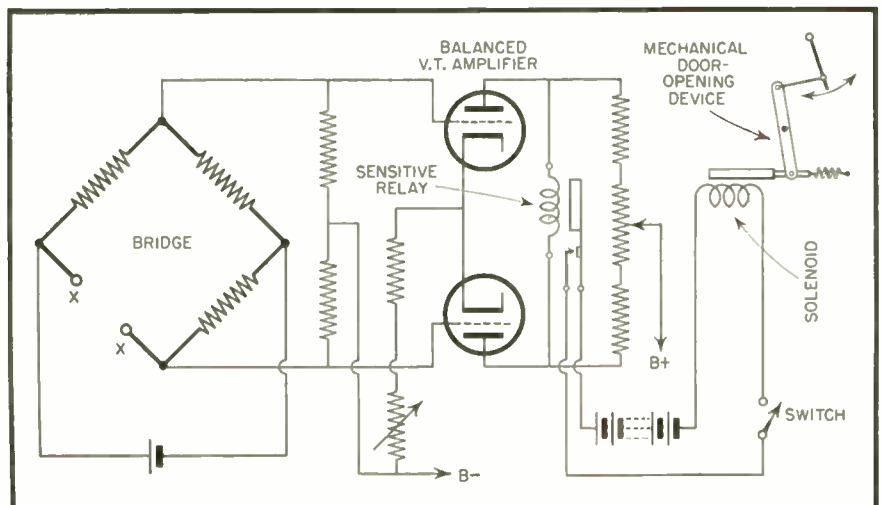 BALANCED
V.T. AMPLIFIER
MECHANICAL
DOOR-
OPENING
DEVICE
SENSITIVE
RELAY
BRIDGE
X
X
SOLENOID
B+
SWITCH
B−